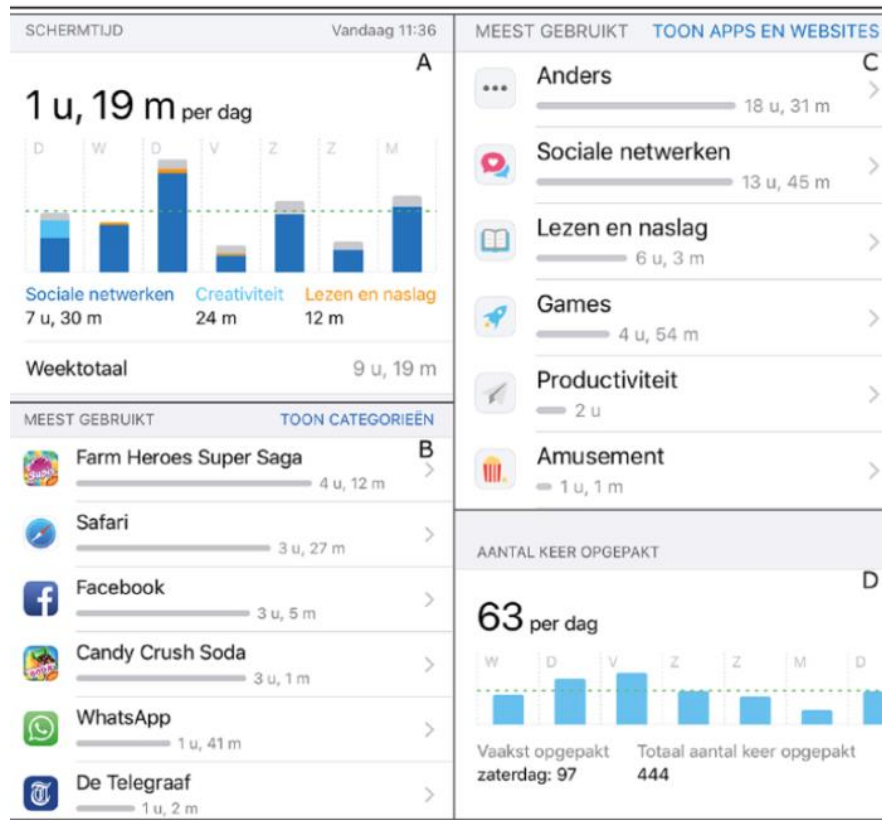 SCHERMTIJD Vandaag 11:36
A
1 u, 19 m per dag
D W D V Z Z M
Sociale netwerken Creativiteit Lezen en naslag
7 u, 30 m 24 m 12 m
Weektotaal 9 u, 19 m
MEEST GEBRUIKT TOON CATEGORIEËN
B
Farm Heroes Super Saga
4 u, 12 m
Safari
3 u, 27 m
Facebook
3 u, 5 m
Candy Crush Soda
3 u, 1 m
WhatsApp
1 u, 41 m
De Telegraaf
1 u, 2 m
MEEST GEBRUIKT TOON APPS EN WEBSITES
C
Anders
18 u, 31 m
Sociale netwerken
13 u, 45 m
Lezen en naslag
6 u, 3 m
Games
4 u, 54 m
Productiviteit
2 u
Amusement
1 u, 1 m
AANTAL KEER OPGEPAKT
D
63 per dag
W D V Z Z M D
Vaakst opgepakt Totaal aantal keer opgepakt
zaterdag: 97 444